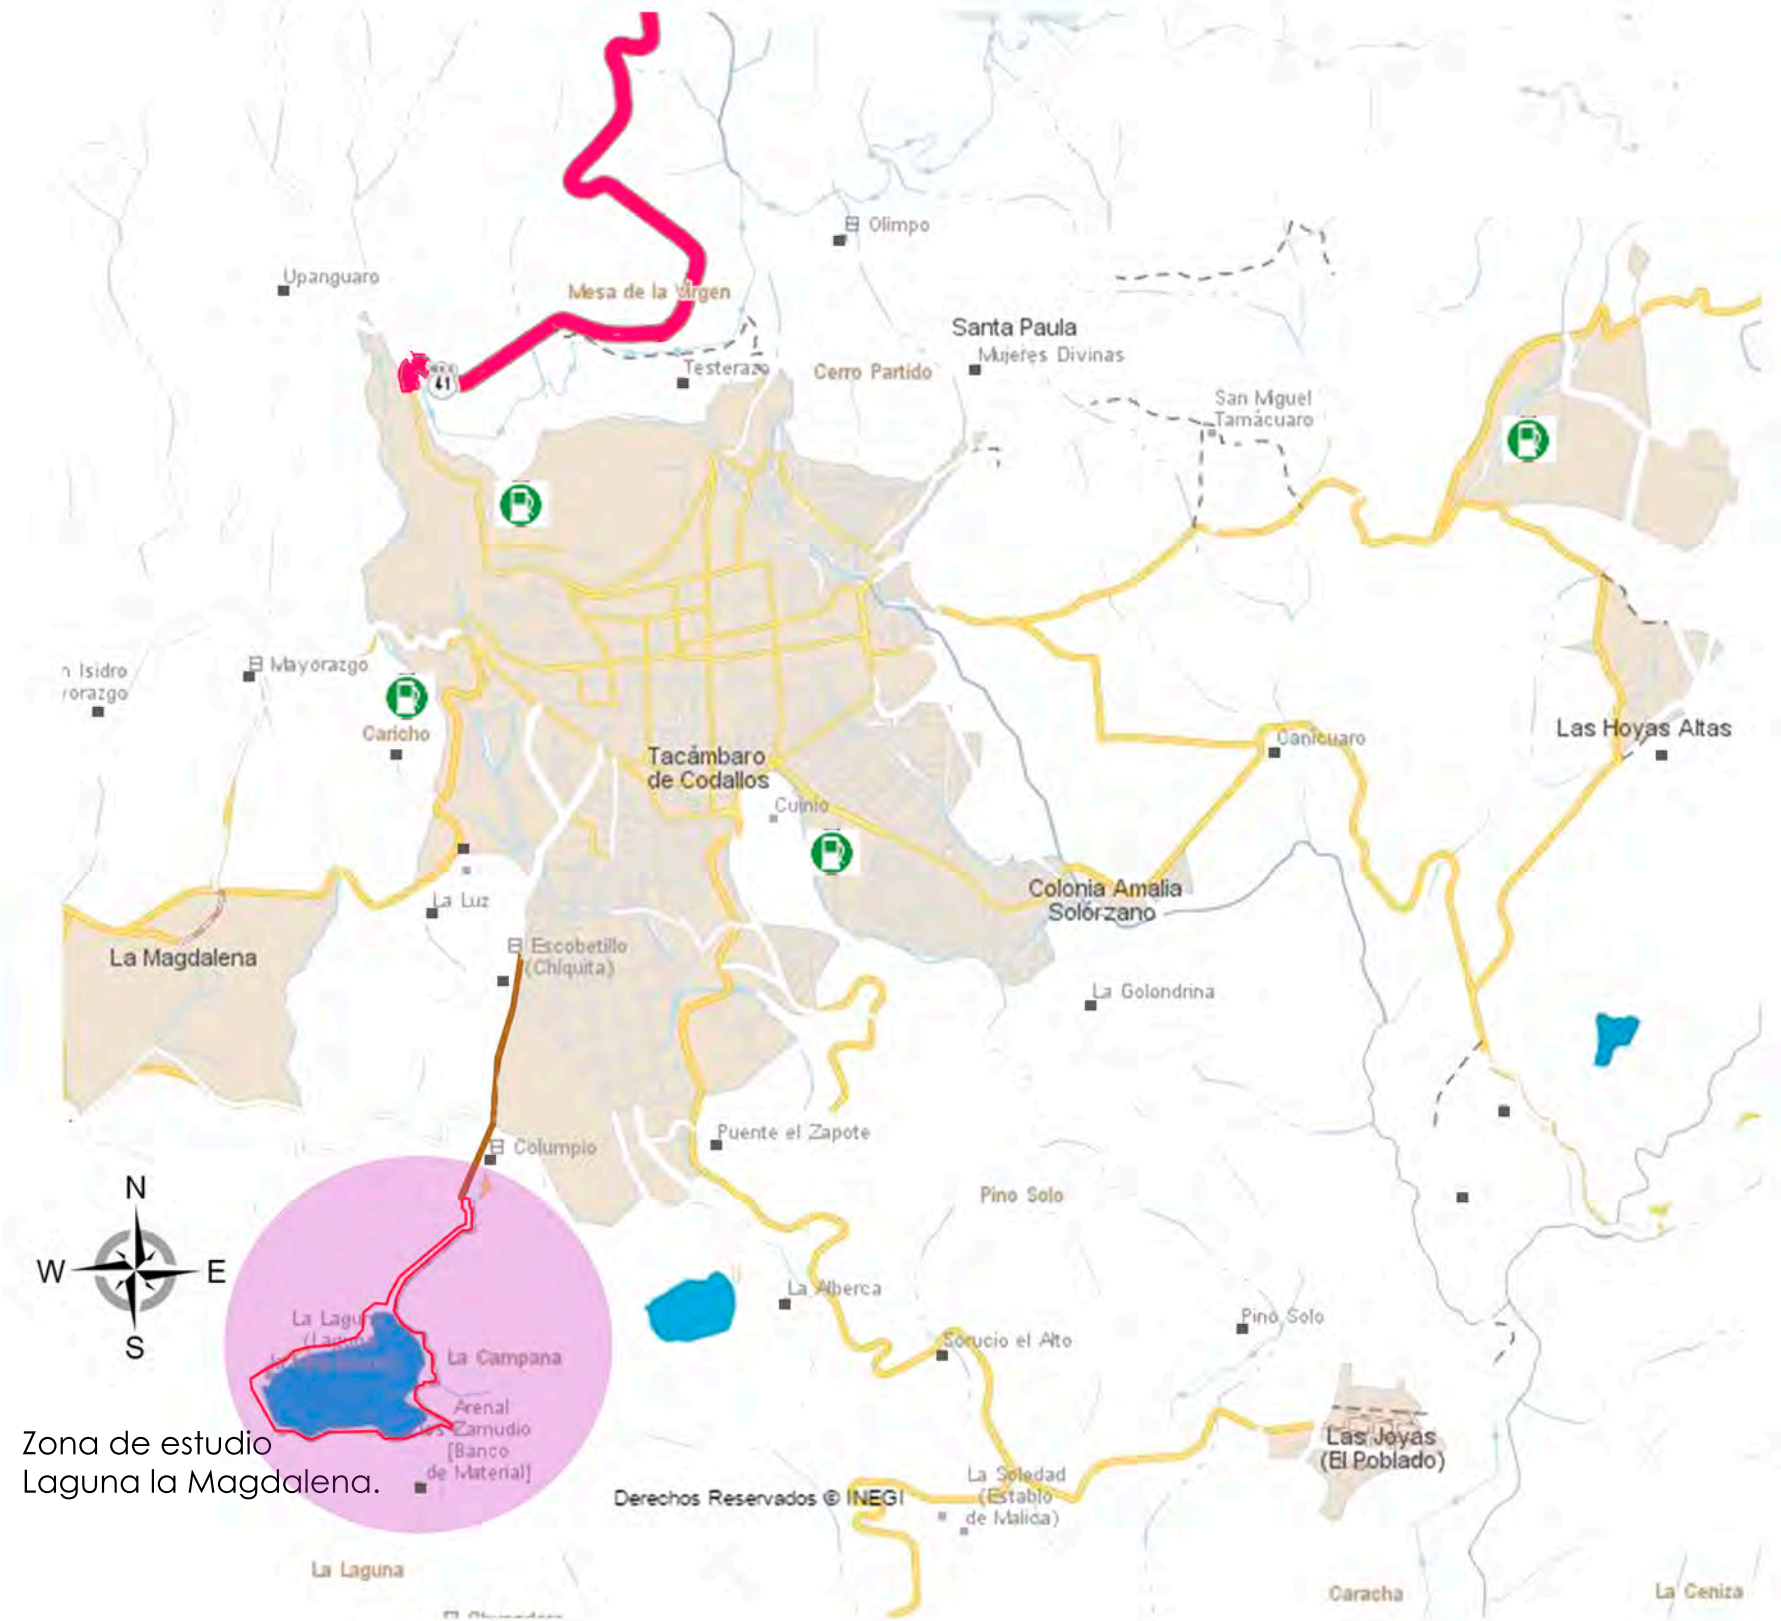 Olimpo
Upanguaro
Mesa de la Virgen
Santa Paula
Mujeres Divinas
41
Testerazo
Cerro Partido
San Miguel
Tamácuaro
Isidro
Mayorazgo
Caricho
Las Hoyas Altas
Canicuaro
Tacámbaro
de Codallos
Cuinio
Colonia Amalia
Solórzano
La Luz
La Magdalena
Escobetillo
(Chiquita)
La Golondrina
Puente el Zapote
Columpio
N
W
E
S
Pino Solo
La Alberca
La
La Campana
Sorucio el Alto
Pino Solo
Arenal
Zamudio
[Banco
de Material]
Zona de estudio
Laguna la Magdalena.
Las Joyas
(El Poblado)
La Soledad
(Establo
de Malica)
Derechos Reservados © INEGI
La Laguna
Caracha
La Ceniza